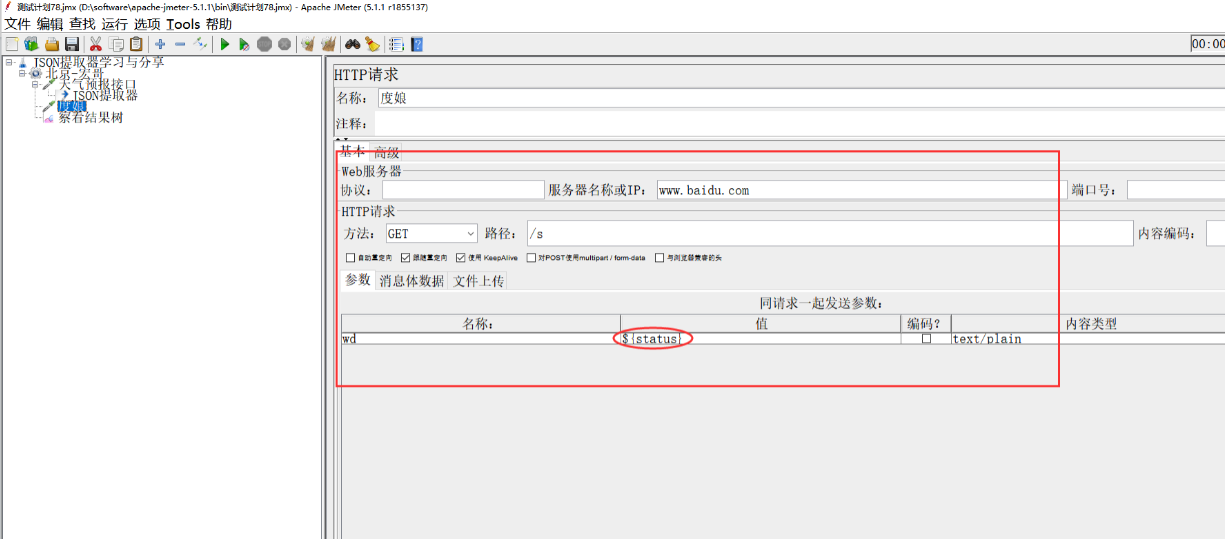 测试计划78.jmx (D:\software\apache-jmeter-5.1.1\bin\测试计划78.jmx) - Apache JMeter (5.1.1 r1855137)
文件 编辑 查找 运行 选项 Tools 帮助
00:00
JSON提取器学习与分享
北京-宏哥
天气预报接口
JSON提取器
度娘
察看结果树
HTTP请求
名称: 度娘
注释:
基本 高级
Web服务器
协议: 服务器名称或IP: www.baidu.com 端口号:
HTTP请求
方法: GET 路径: /s 内容编码:
自动重定向 跟随重定向 使用 KeepAlive 对POST使用multipart / form-data 与浏览器兼容的头
参数 消息体数据 文件上传
同请求一起发送参数:
名称: 值 编码? 内容类型
wd ${status} text/plain